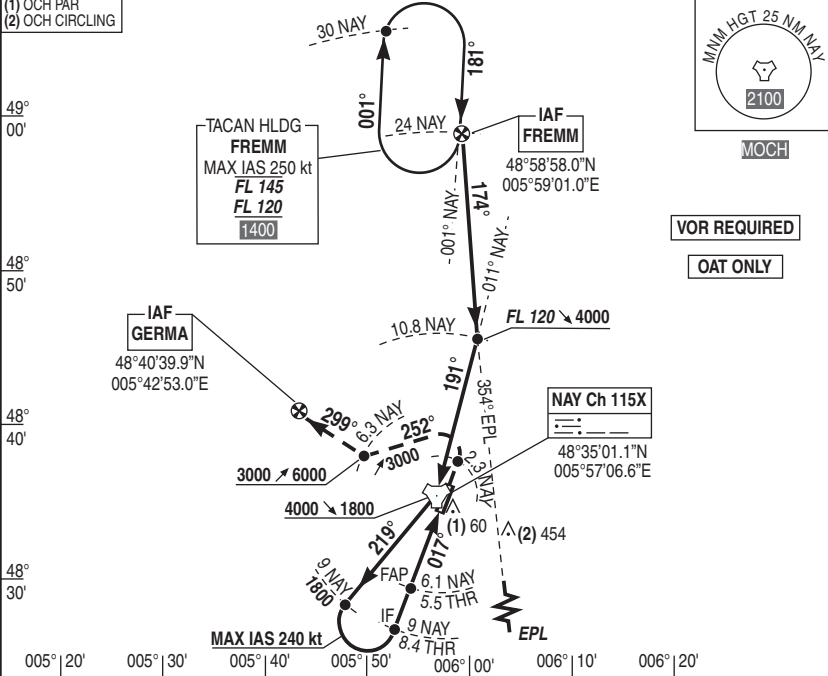 (1) OCH PAR
(2) OCH CIRCLING
MNM HGT 25 NM NAY
2100
MOCH
VOR REQUIRED
OAT ONLY
30 NAY
001°
181°
24 NAY
TACAN HLDG
FREMM
MAX IAS 250 kt
FL 145
FL 120
1400
IAF
FREMM
48°58'58.0"N
005°59'01.0"E
001° NAY
174°
011° NAY
10.8 NAY
FL 120 ↘ 4000
IAF
GERMA
48°40'39.9"N
005°42'53.0"E
191°
354° EPL
NAY Ch 115X
48°35'01.1"N
005°57'06.6"E
299°
6.3 NAY
252°
↗ 3000
3000 ↗ 6000
2.3 NAY
4000 ↘ 1800
(1) 60
(2) 454
219°
017°
9 NAY
1800
FAP
6.1 NAY
5.5 THR
IF
9 NAY
8.4 THR
MAX IAS 240 kt
EPL
49°
00'
48°
50'
48°
40'
48°
30'
005° 20'
005° 30'
005° 40'
005° 50'
006° 00'
006° 10'
006° 20'